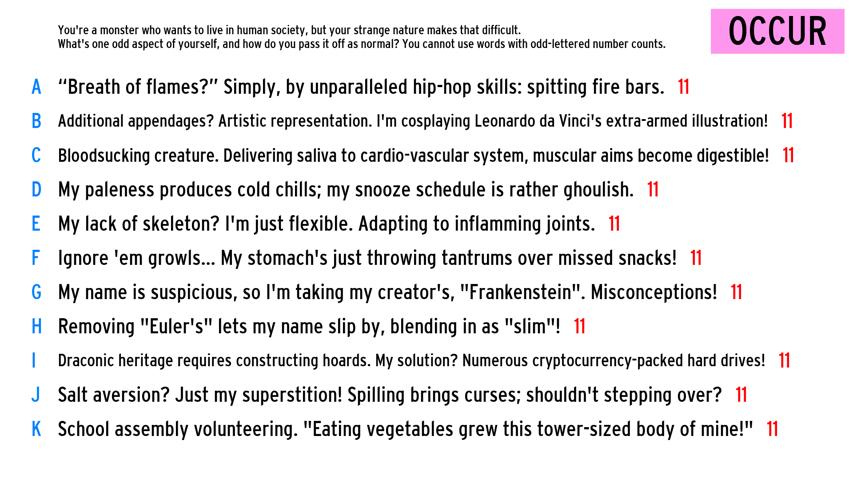 You're a monster who wants to live in human society, but your strange nature makes that difficult.
What's one odd aspect of yourself, and how do you pass it off as normal? You cannot use words with odd-lettered number counts.
OCCUR
A “Breath of flames?” Simply, by unparalleled hip-hop skills: spitting fire bars. 11
B Additional appendages? Artistic representation. I'm cosplaying Leonardo da Vinci's extra-armed illustration! 11
C Bloodsucking creature. Delivering saliva to cardio-vascular system, muscular aims become digestible! 11
D My paleness produces cold chills; my snooze schedule is rather ghoulish. 11
E My lack of skeleton? I'm just flexible. Adapting to inflamming joints. 11
F Ignore 'em growls... My stomach's just throwing tantrums over missed snacks! 11
G My name is suspicious, so I'm taking my creator's, "Frankenstein". Misconceptions! 11
H Removing "Euler's" lets my name slip by, blending in as "slim"! 11
I Draconic heritage requires constructing hoards. My solution? Numerous cryptocurrency-packed hard drives! 11
J Salt aversion? Just my superstition! Spilling brings curses; shouldn't stepping over? 11
K School assembly volunteering. "Eating vegetables grew this tower-sized body of mine!" 11